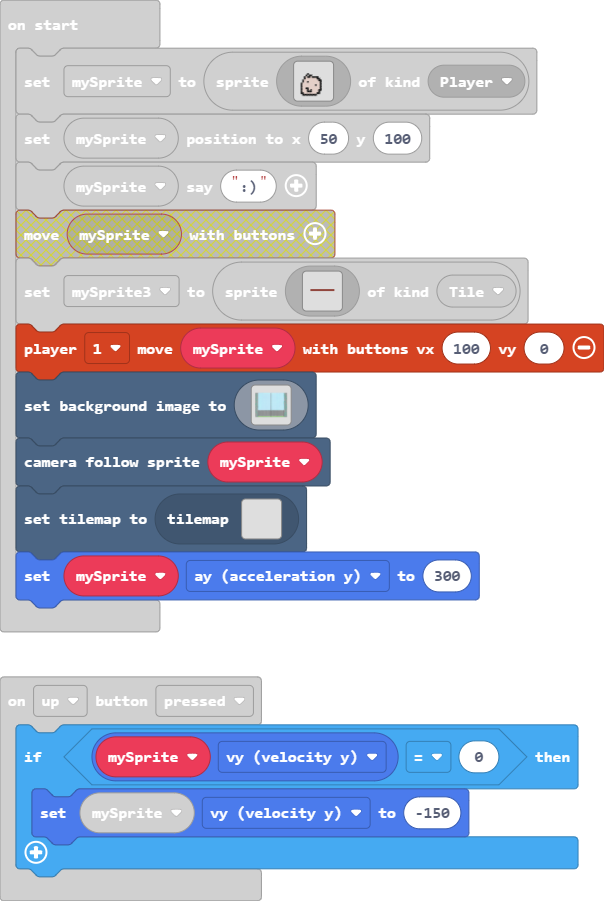 on start
set mySprite to sprite of kind Player
set mySprite position to x 50 y 100
mySprite say ":)"
move mySprite with buttons
set mySprite3 to sprite of kind Tile
player 1 move mySprite with buttons vx 100 vy 0
set background image to
camera follow sprite mySprite
set tilemap to tilemap
set mySprite ay (acceleration y) to 300
on up button pressed
if mySprite vy (velocity y) = 0 then
set mySprite vy (velocity y) to -150